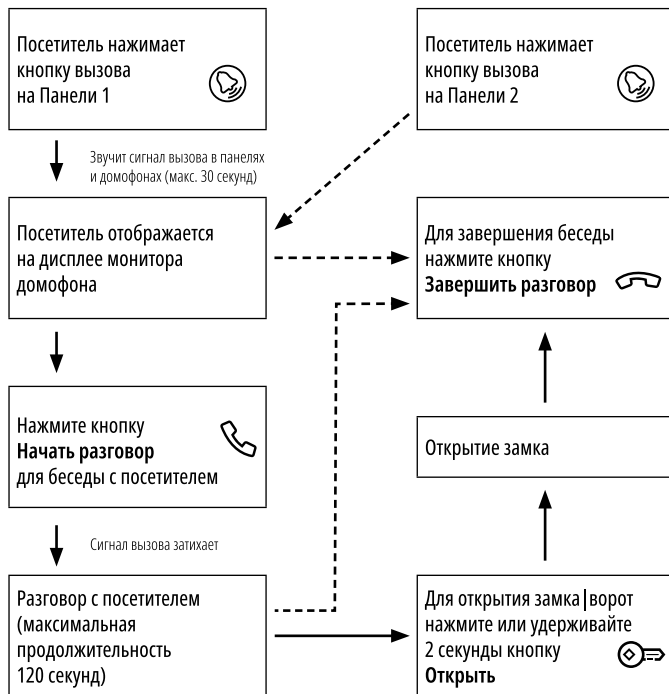 Посетитель нажимает
кнопку вызова
на Панели 1
Посетитель нажимает
кнопку вызова
на Панели 2
Звучит сигнал вызова в панелях
и домофонах (макс. 30 секунд)
Посетитель отображается
на дисплее монитора
домофона
Для завершения беседы
нажмите кнопку
Завершить разговор
Нажмите кнопку
Начать разговор
для беседы с посетителем
Открытие замка
Сигнал вызова затихает
Разговор с посетителем
(максимальная
продолжительность
120 секунд)
Для открытия замка|ворот
нажмите или удерживайте
2 секунды кнопку
Открыть